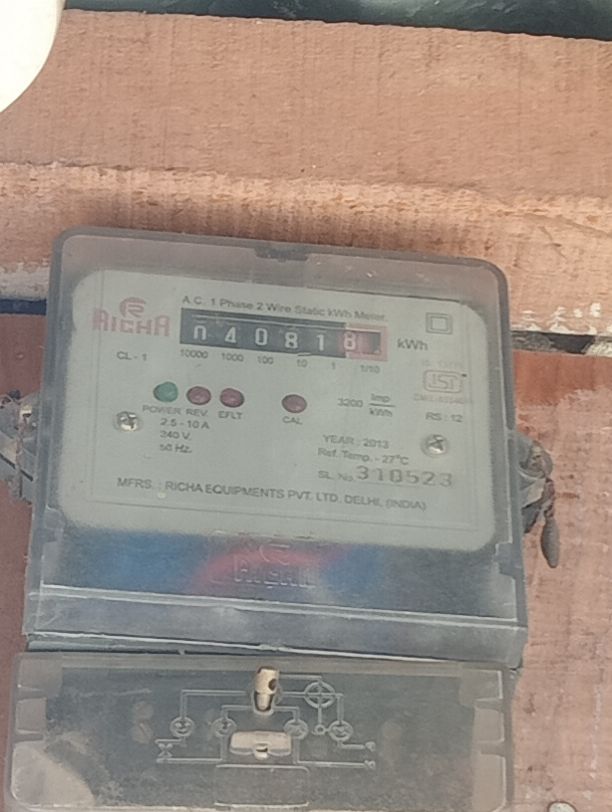 A.C. 1 Phase 2 Wire Static kWh Meter.
RICHA
040818
kWh
10000 1000 100 10 1 1/10
CL - 1
ISI
3200 Imp/kWh
RS : 12
POWER REV. EFLT
CAL
2.5 - 10 A
240 V.
50 Hz.
YEAR : 2013
Ref. Temp. - 27°C
SL. No. 310523
MFRS. : RICHA EQUIPMENTS PVT. LTD. DELHI, (INDIA)
RICHA